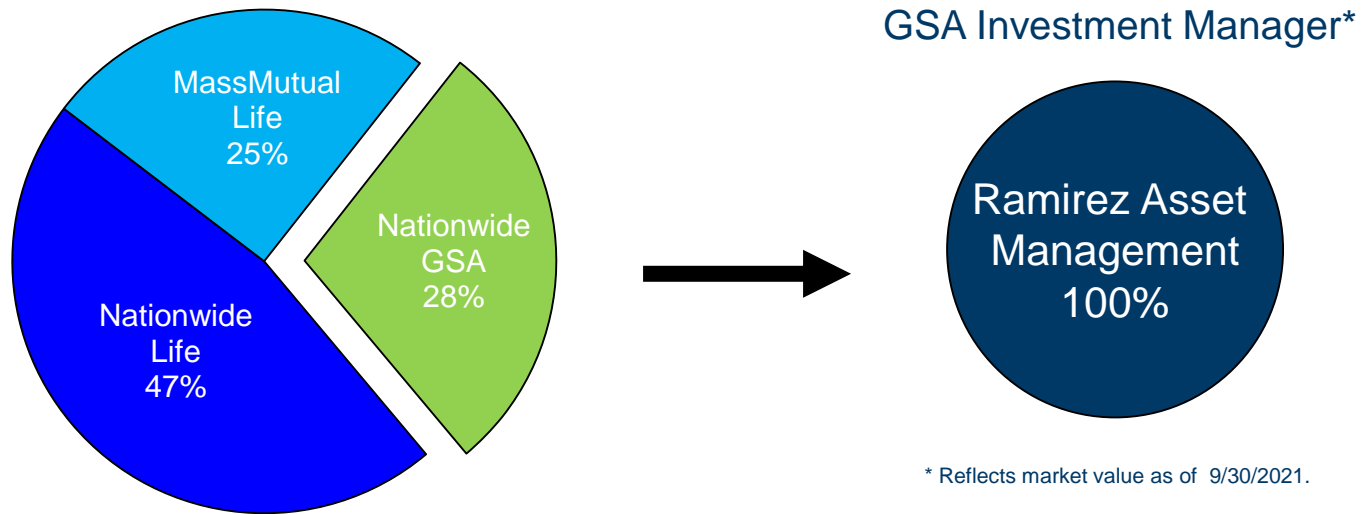 GSA Investment Manager*
MassMutual
Life
25%
Nationwide
GSA
28%
Nationwide
Life
47%
Ramirez Asset
Management
100%
* Reflects market value as of 9/30/2021.